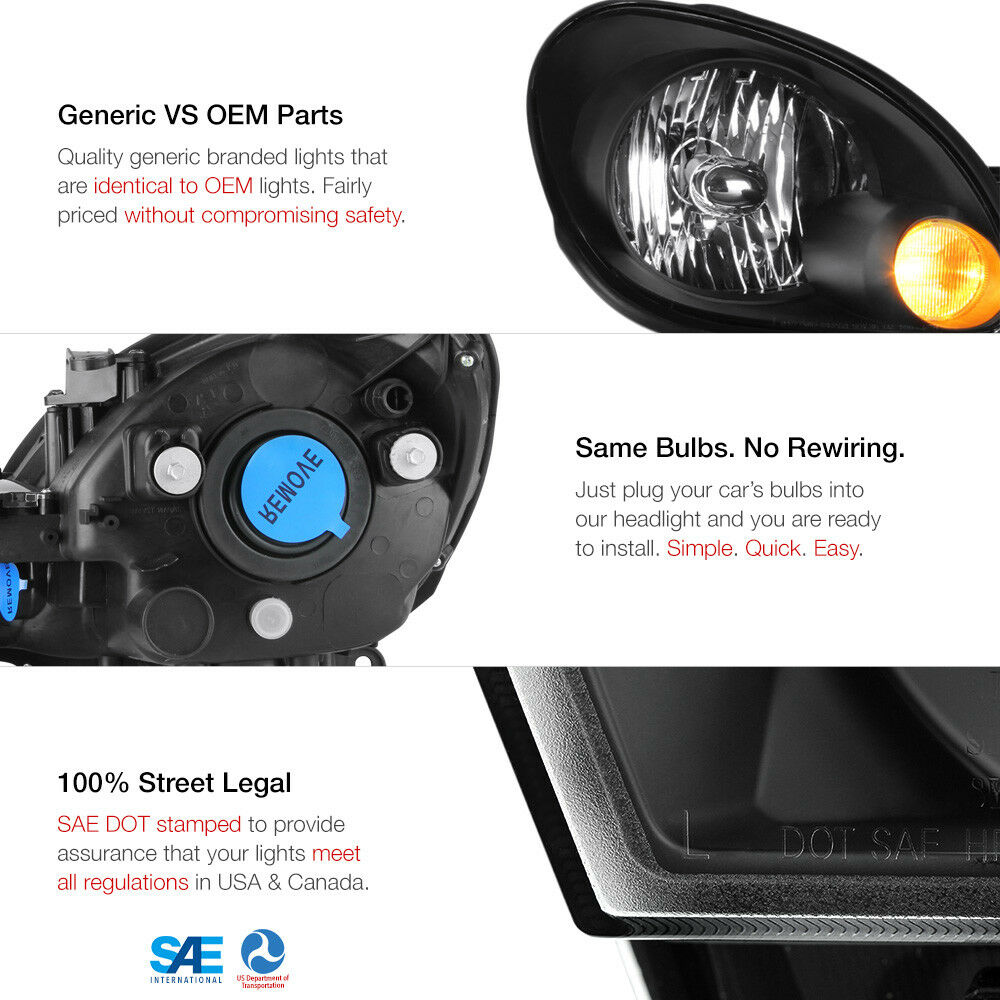 Generic VS OEM Parts
Quality generic branded lights that
are identical to OEM lights. Fairly
priced without compromising safety.
REMOVE
REMOVE
Same Bulbs. No Rewiring.
Just plug your car's bulbs into
our headlight and you are ready
to install. Simple. Quick. Easy.
100% Street Legal
SAE DOT stamped to provide
assurance that your lights meet
all regulations in USA & Canada.
L DOT SAE
SAE
INTERNATIONAL
US Department of
Transportation